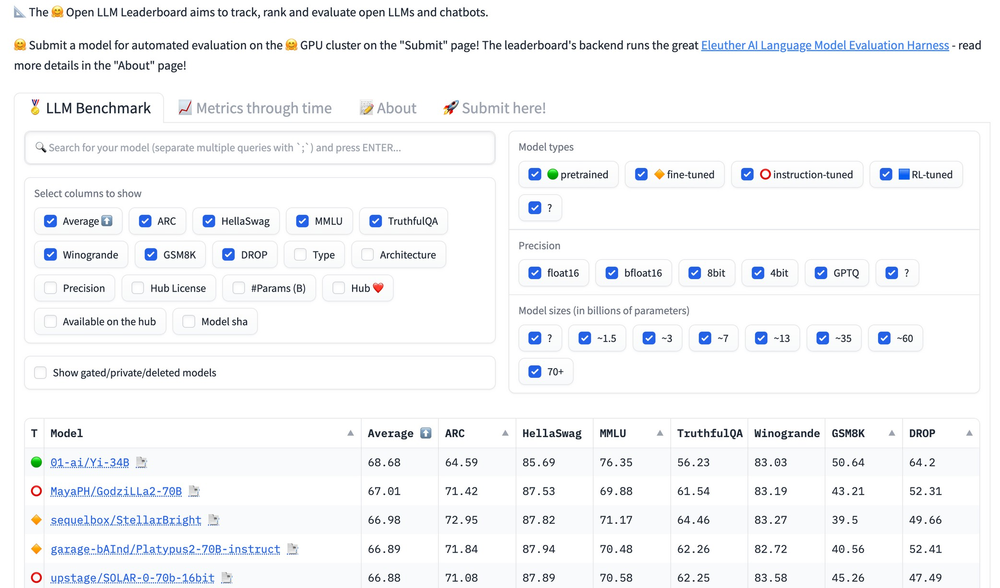 📐 The 🤗 Open LLM Leaderboard aims to track, rank and evaluate open LLMs and chatbots.
🤗 Submit a model for automated evaluation on the 🤗 GPU cluster on the "Submit" page! The leaderboard's backend runs the great Eleuther AI Language Model Evaluation Harness - read
more details in the "About" page!
🏅 LLM Benchmark 📈 Metrics through time 📝 About 🚀 Submit here!
🔍 Search for your model (separate multiple queries with `;`) and press ENTER...
Select columns to show
Average ⬆️ ARC HellaSwag MMLU TruthfulQA
Winogrande GSM8K DROP Type Architecture
Precision Hub License #Params (B) Hub ❤️
Available on the hub Model sha
Show gated/private/deleted models
Model types
🟢 pretrained 🔶 fine-tuned ⭕ instruction-tuned 🟦 RL-tuned
?
Precision
float16 bfloat16 8bit 4bit GPTQ ?
Model sizes (in billions of parameters)
? ~1.5 ~3 ~7 ~13 ~35 ~60
70+
T Model ▲ Average ⬆️ ARC ▲ HellaSwag MMLU ▲ TruthfulQA Winogrande GSM8K ▲ DROP ▲
🟢 01-ai/Yi-34B 📑 68.68 64.59 85.69 76.35 56.23 83.03 50.64 64.2
⭕ MayaPH/GodziLLa2-70B 📑 67.01 71.42 87.53 69.88 61.54 83.19 43.21 52.31
🔶 sequelbox/StellarBright 📑 66.98 72.95 87.82 71.17 64.46 83.27 39.5 49.66
🔶 garage-bAInd/Platypus2-70B-instruct 📑 66.89 71.84 87.94 70.48 62.26 82.72 40.56 52.41
⭕ upstage/SOLAR-0-70b-16bit 📑 66.88 71.08 87.89 70.58 62.25 83.58 45.26 47.49